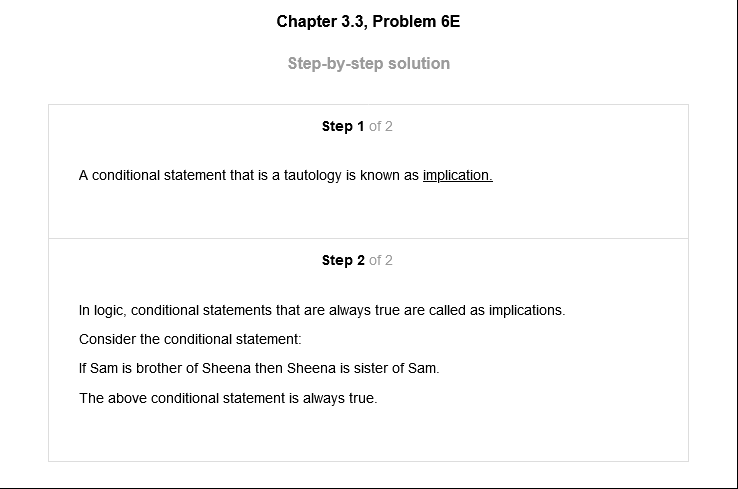 Chapter 3.3, Problem 6E
Step-by-step solution
Step 1 of 2
A conditional statement that is a tautology is known as implication.
Step 2 of 2
In logic, conditional statements that are always true are called as implications.
Consider the conditional statement:
If Sam is brother of Sheena then Sheena is sister of Sam.
The above conditional statement is always true.